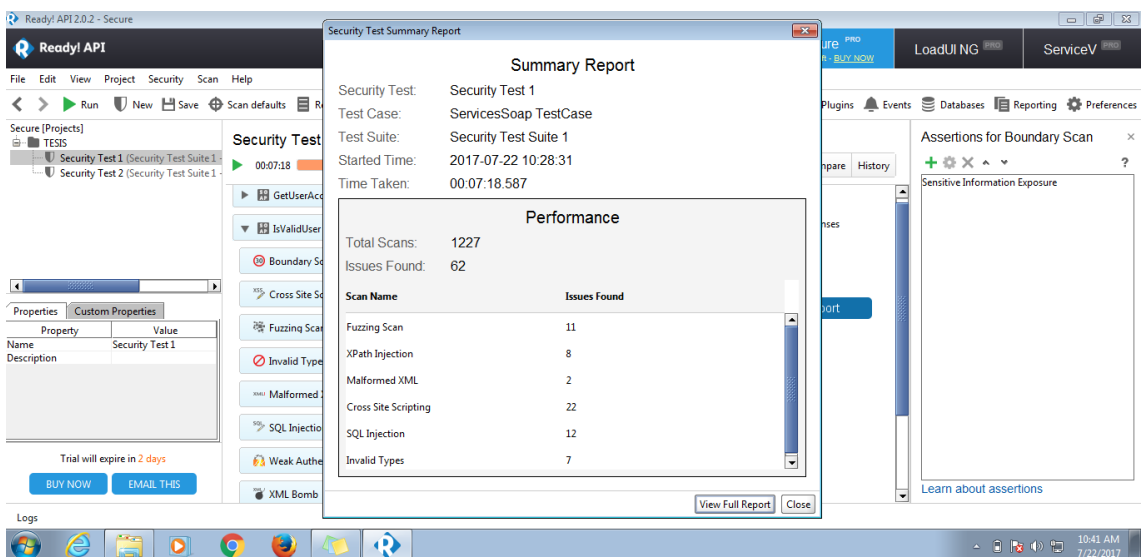 Ready! API 2.0.2 - Secure
Ready! API
PRO
BUY NOW
LoadUI NG PRO
ServiceV PRO
File Edit View Project Security Scan Help
Run New Save Scan defaults
Plugins Events Databases Reporting Preferences
Secure [Projects]
TESIS
Security Test 1 (Security Test Suite 1 -
Security Test 2 (Security Test Suite 1 -
Properties Custom Properties
Property Value
Name Security Test 1
Description
Trial will expire in 2 days
BUY NOW EMAIL THIS
Logs
Security Test
00:07:18
GetUserAcc
IsValidUser
Boundary Sc
Cross Site Sc
Fuzzing Scan
Invalid Type
Malformed
SQL Injectio
Weak Authe
XML Bomb
Security Test Summary Report
Summary Report
Security Test: Security Test 1
Test Case: ServicesSoap TestCase
Test Suite: Security Test Suite 1
Started Time: 2017-07-22 10:28:31
Time Taken: 00:07:18.587
Performance
Total Scans: 1227
Issues Found: 62
Scan Name Issues Found
Fuzzing Scan 11
XPath Injection 8
Malformed XML 2
Cross Site Scripting 22
SQL Injection 12
Invalid Types 7
View Full Report Close
mpare History
nses
port
Assertions for Boundary Scan
?
Sensitive Information Exposure
Learn about assertions
10:41 AM
7/22/2017